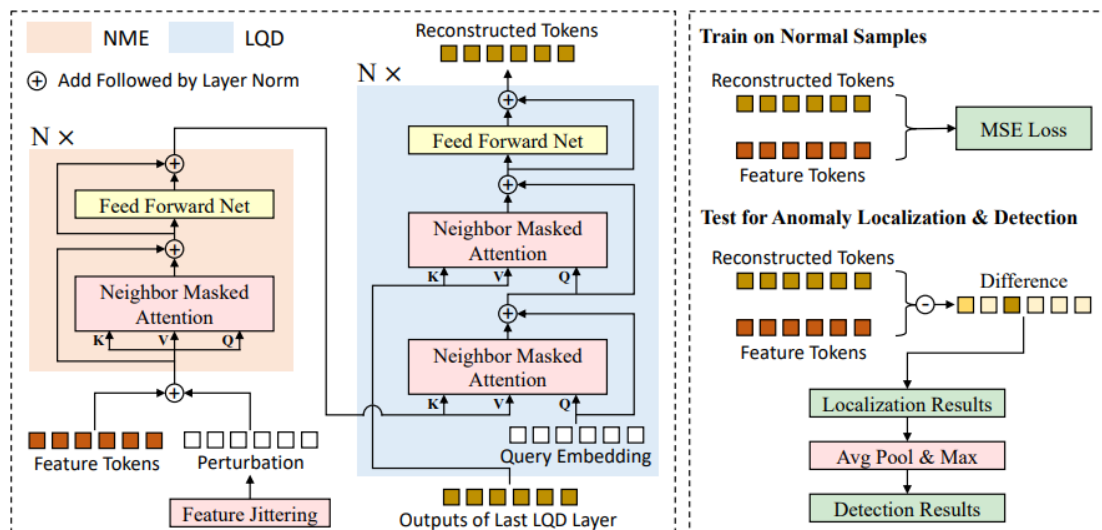 NME
LQD
Add Followed by Layer Norm
N ×
Feed Forward Net
Neighbor Masked
Attention
K
V
Q
Feature Tokens
Perturbation
Feature Jittering
Reconstructed Tokens
N ×
Feed Forward Net
Neighbor Masked
Attention
K
V
Q
Neighbor Masked
Attention
K
V
Q
Query Embedding
Outputs of Last LQD Layer
Train on Normal Samples
Reconstructed Tokens
Feature Tokens
MSE Loss
Test for Anomaly Localization & Detection
Reconstructed Tokens
Feature Tokens
Difference
Localization Results
Avg Pool & Max
Detection Results